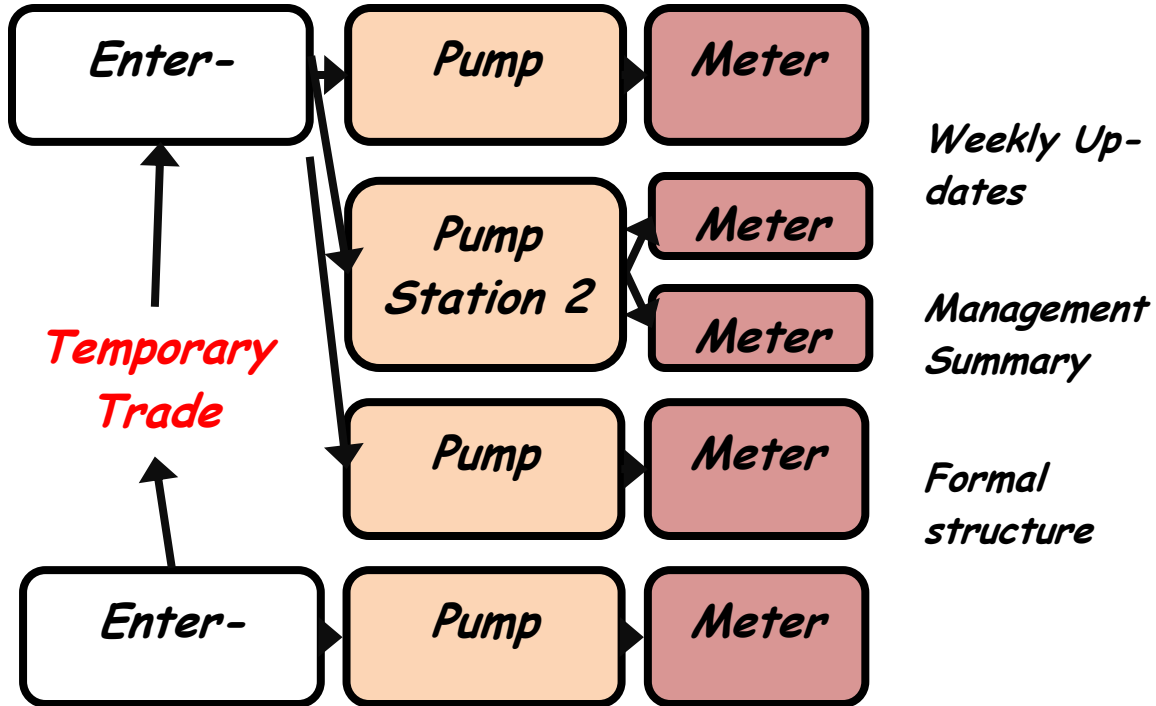 Enter-
Pump
Meter
Weekly Up-
dates
Pump
Station 2
Meter
Meter
Management
Summary
Temporary
Trade
Pump
Meter
Formal
structure
Enter-
Pump
Meter